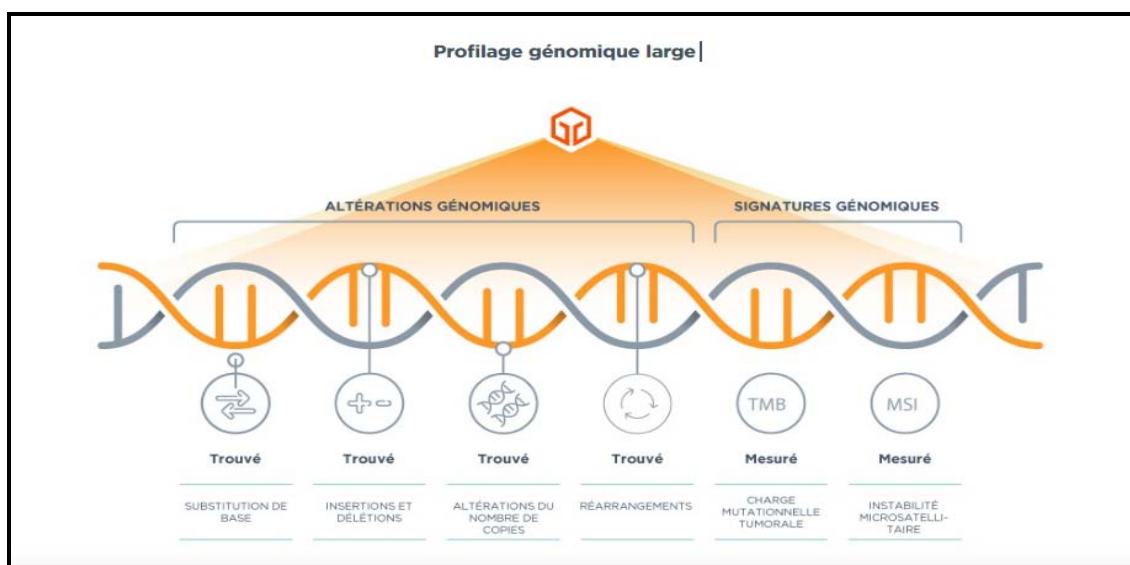 Profilage génomique large
ALTÉRATIONS GÉNOMIQUES
SIGNATURES GÉNOMIQUES
TMB
MSI
Trouvé
Trouvé
Trouvé
Trouvé
Mesuré
Mesuré
SUBSTITUTION DE
BASE
INSERTIONS ET
DÉLÉTIONS
ALTÉRATIONS DU
NOMBRE DE
COPIES
RÉARRANGEMENTS
CHARGE
MUTATIONNELLE
TUMORALE
INSTABILITÉ
MICROSATELLI-
TAIRE